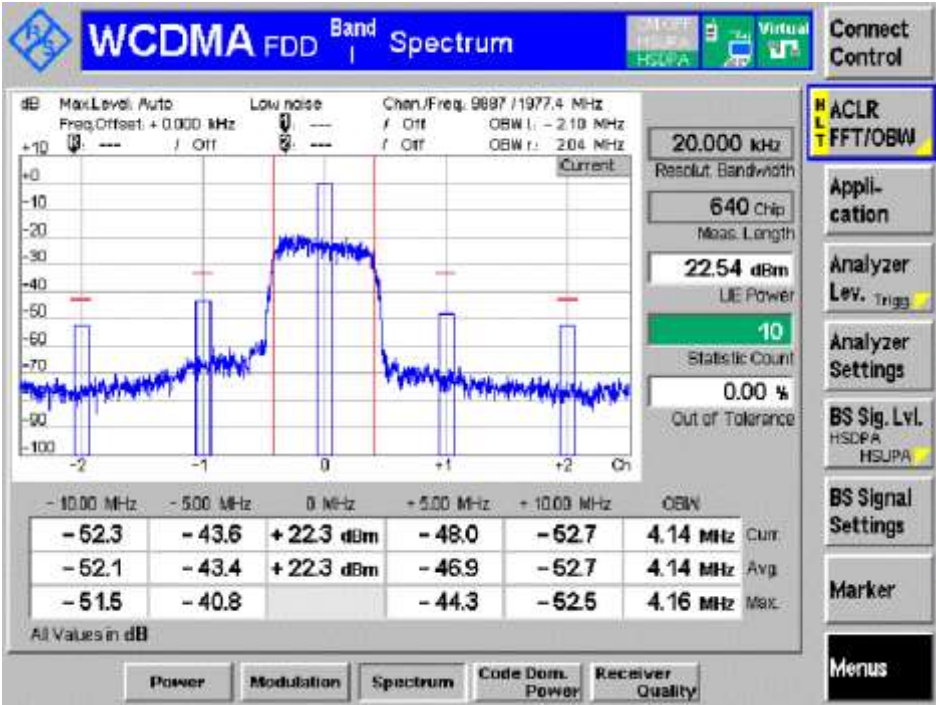 R&S
WCDMA FDD Band I Spectrum
HSUPA
HSDPA
Virtual
Connect Control
dB Max.Level: Auto Low noise Chan./Freq.: 9887 / 1977.4 MHz
Freq.Offset: + 0.000 kHz 1: --- / Off OBW l.: - 2.10 MHz
R: --- / Off 2: --- / Off OBW r.: 2.04 MHz
Current
+10
+0
-10
-20
-30
-40
-50
-60
-70
-90
-100
-2 -1 0 +1 +2 Ch
20.000 kHz
Resolut. Bandwidth
640 Chip
Meas. Length
22.54 dBm
UE Power
10
Statistic Count
0.00 %
Out of Tolerance
- 10.00 MHz - 5.00 MHz 0 MHz + 5.00 MHz + 10.00 MHz OBW
- 52.3 - 43.6 + 22.3 dBm - 48.0 - 52.7 4.14 MHz Curr.
- 52.1 - 43.4 + 22.3 dBm - 46.9 - 52.7 4.14 MHz Avg.
- 51.5 - 40.8 - 44.3 - 52.5 4.16 MHz Max.
All Values in dB
HLT
ACLR
FFT/OBW
Appli-
cation
Analyzer
Lev. Trigg.
Analyzer
Settings
BS Sig. Lvl.
HSDPA
HSUPA
BS Signal
Settings
Marker
Menus
Power
Modulation
Spectrum
Code Dom.
Power
Receiver
Quality